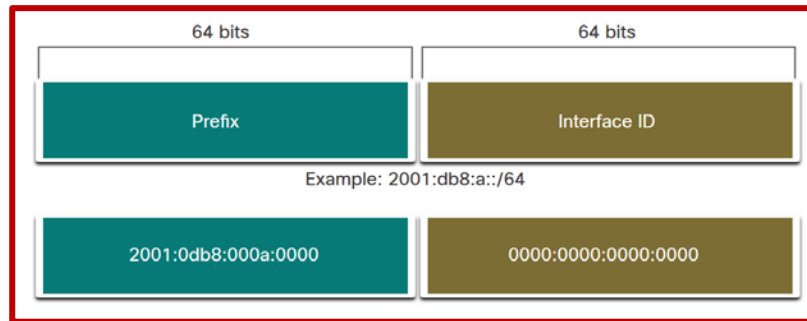 64 bits 64 bits
Prefix Interface ID
Example: 2001:db8:a::/64
2001:0db8:000a:0000 0000:0000:0000:0000